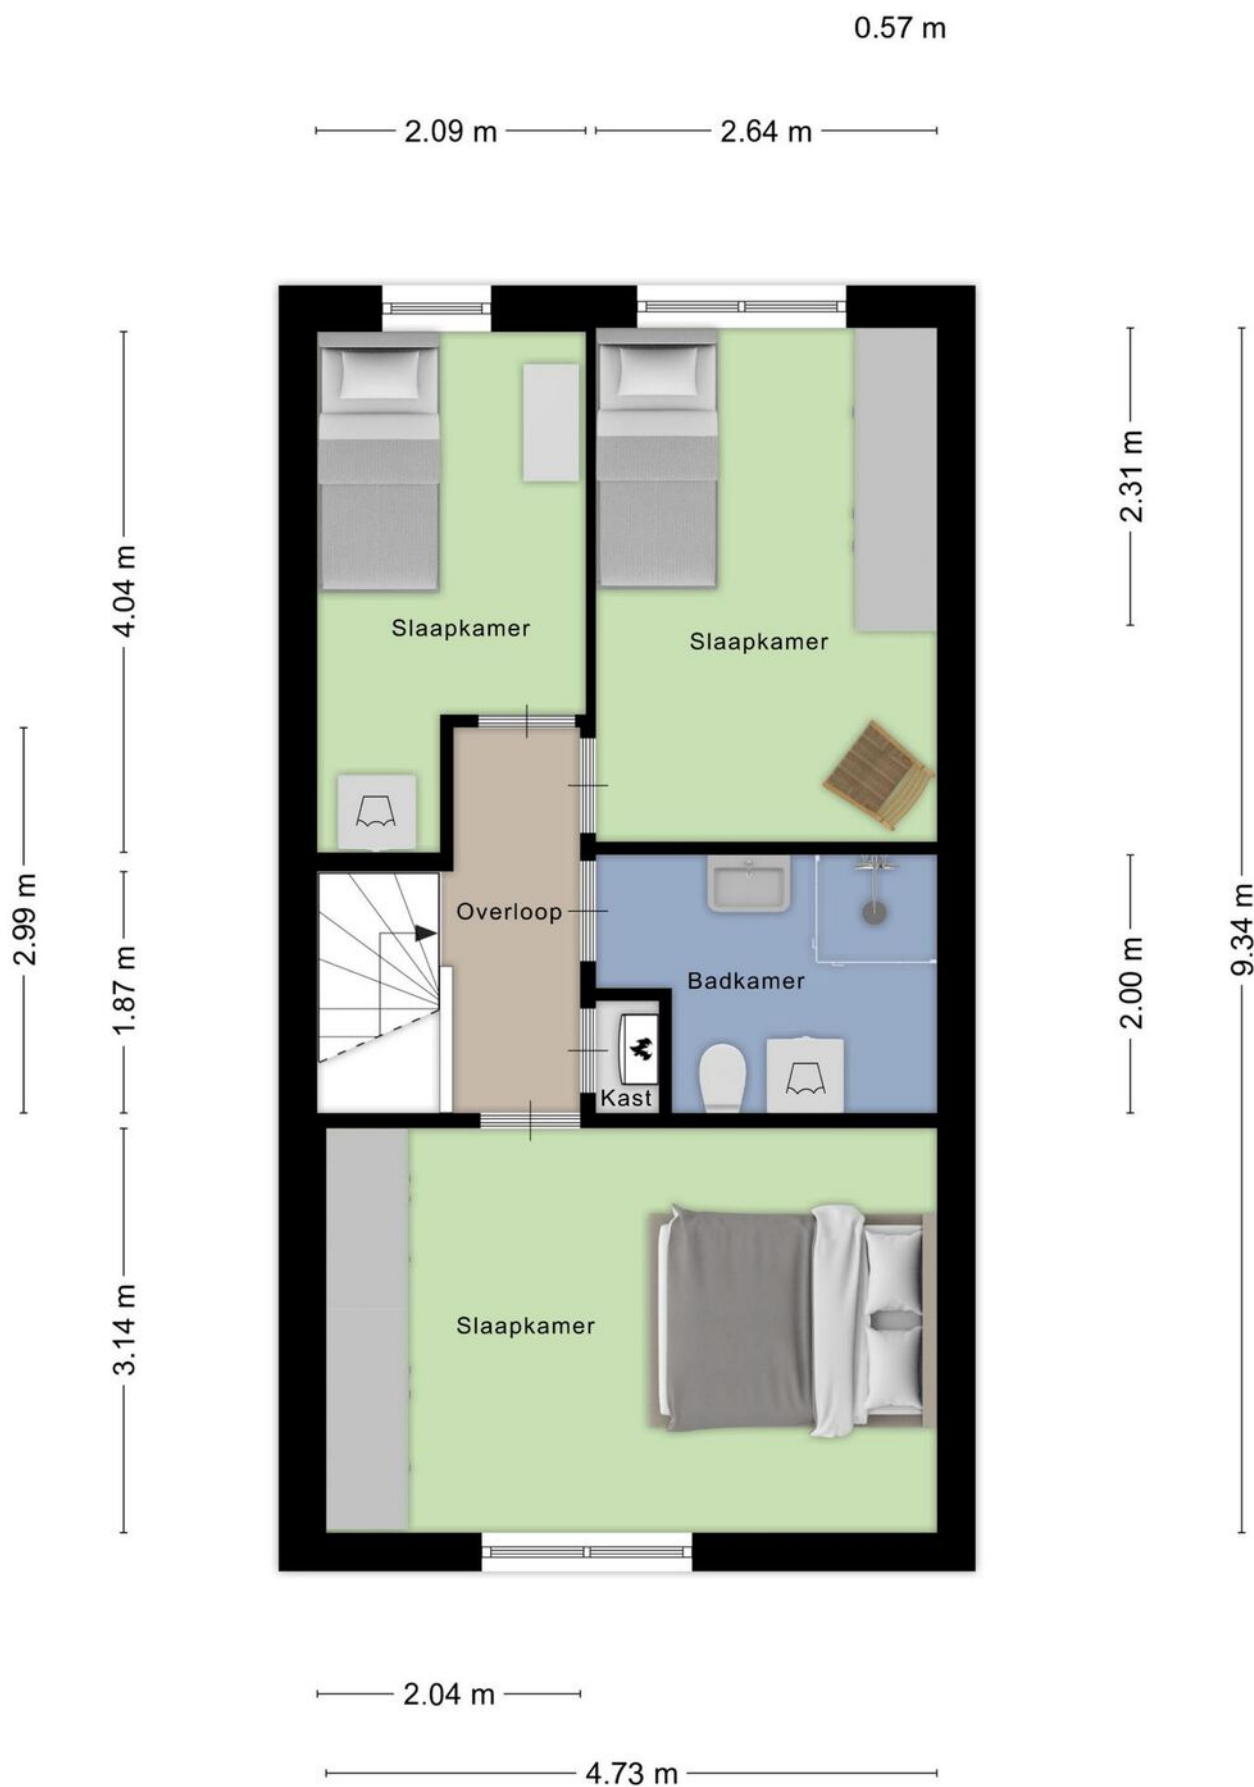 0.57 m
2.09 m
2.64 m
2.31 m
4.04 m
Slaapkamer
Slaapkamer
2.99 m
Overloop
9.34 m
1.87 m
Badkamer
2.00 m
Kast
3.14 m
Slaapkamer
2.04 m
4.73 m